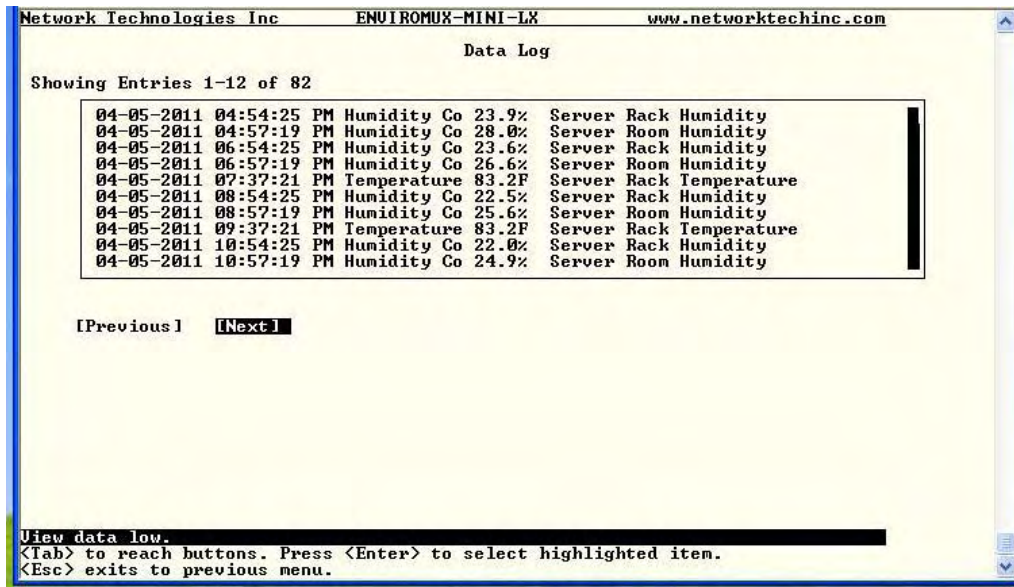 Network Technologies Inc ENVIROMUX-MINI-LX www.networktechinc.com
Data Log
Showing Entries 1-12 of 82
04-05-2011 04:54:25 PM Humidity Co 23.9% Server Rack Humidity
04-05-2011 04:57:19 PM Humidity Co 28.0% Server Room Humidity
04-05-2011 06:54:25 PM Humidity Co 23.6% Server Rack Humidity
04-05-2011 06:57:19 PM Humidity Co 26.6% Server Room Humidity
04-05-2011 07:37:21 PM Temperature 83.2F Server Rack Temperature
04-05-2011 08:54:25 PM Humidity Co 22.5% Server Rack Humidity
04-05-2011 08:57:19 PM Humidity Co 25.6% Server Room Humidity
04-05-2011 09:37:21 PM Temperature 83.2F Server Rack Temperature
04-05-2011 10:54:25 PM Humidity Co 22.0% Server Rack Humidity
04-05-2011 10:57:19 PM Humidity Co 24.9% Server Room Humidity
[Previous] [Next]
View data low.
<Tab> to reach buttons. Press <Enter> to select highlighted item.
<Esc> exits to previous menu.